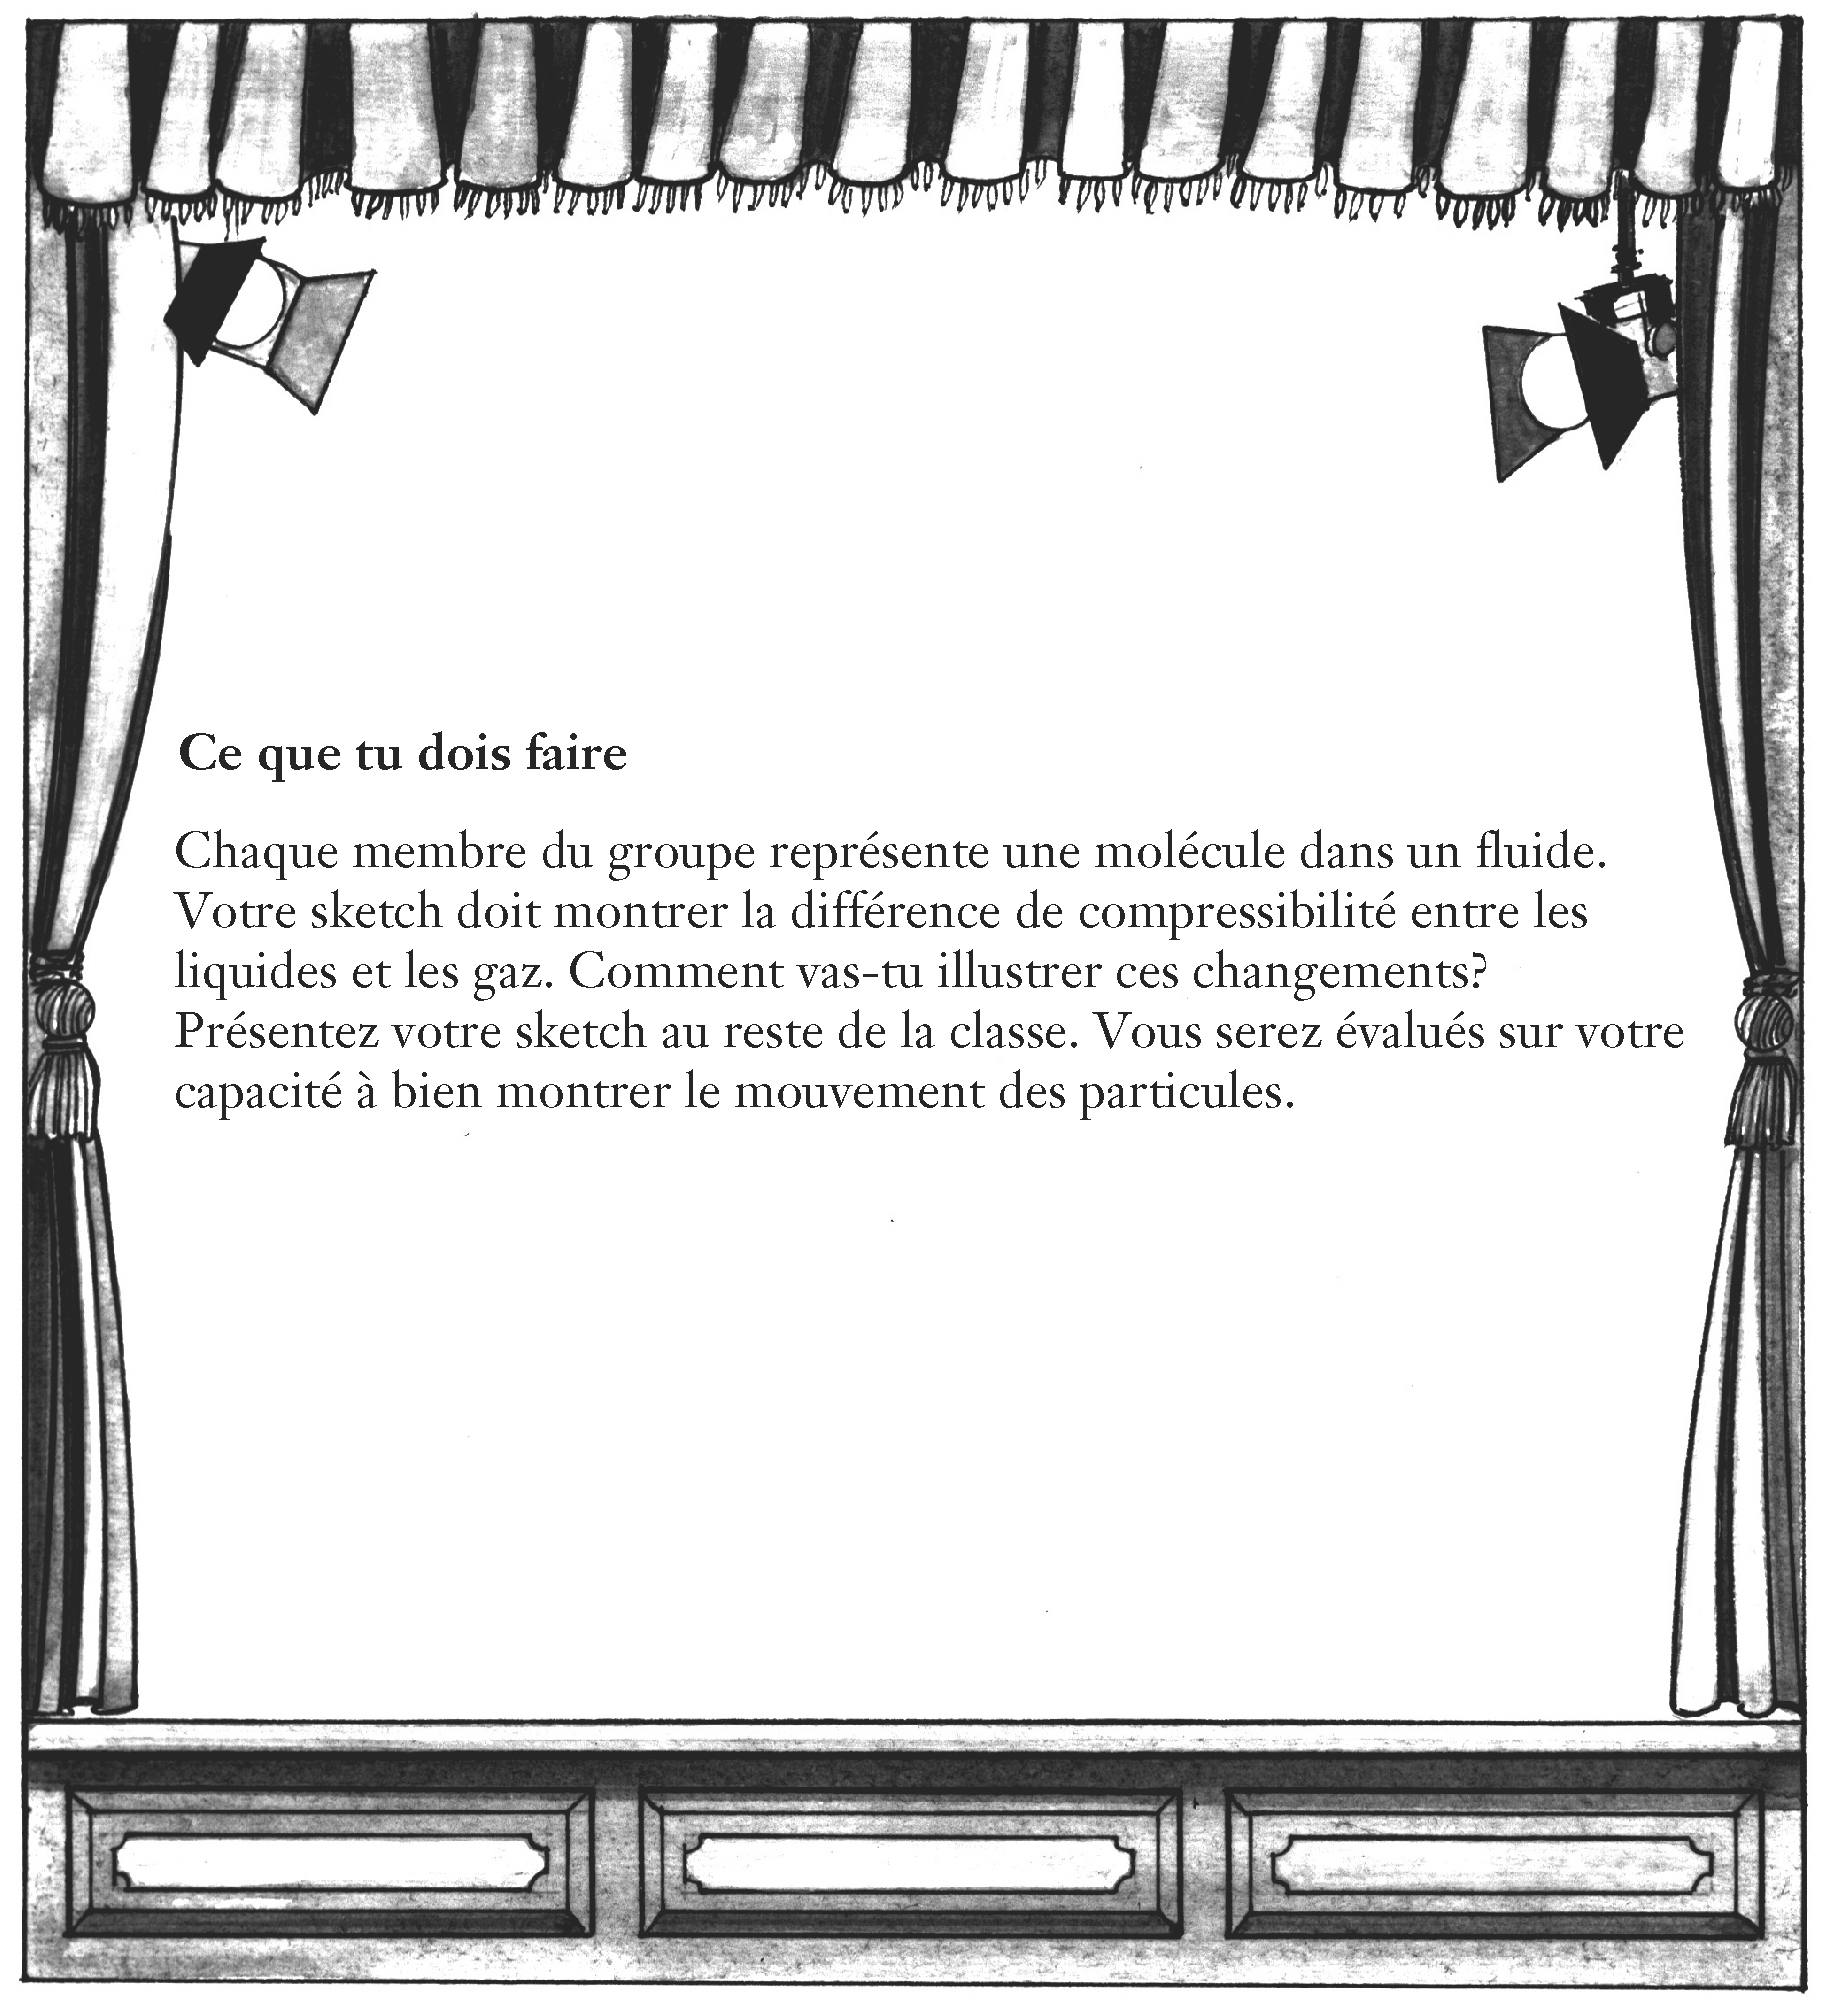 Ce que tu dois faire
Chaque membre du groupe représente une molécule dans un fluide.
Votre sketch doit montrer la différence de compressibilité entre les
liquides et les gaz. Comment vas-tu illustrer ces changements?
Présentez votre sketch au reste de la classe. Vous serez évalués sur votre
capacité à bien montrer le mouvement des particules.